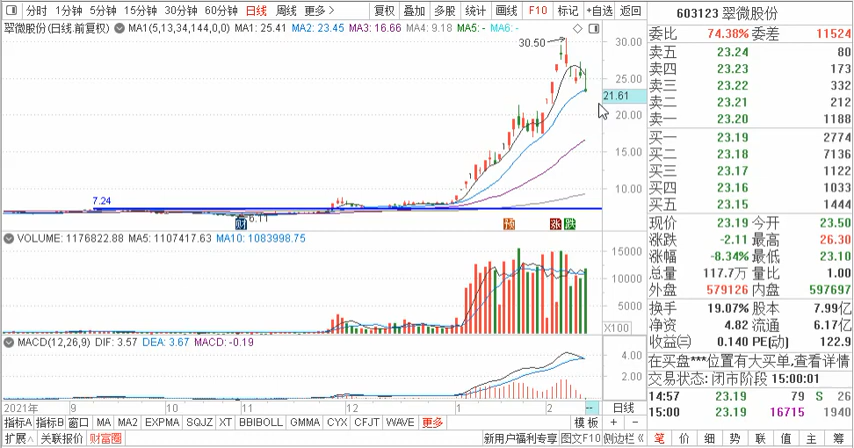 分时 1分钟 5分钟 15分钟 30分钟 60分钟 日线 周线 更多 复权 叠加 多股 统计 画线 F10 标记 +自选 返回
翠微股份(日线.前复权) MA1(5,13,34,144,0,0) MA1: 25.41 MA2: 23.45 MA3: 16.66 MA4: 9.18 MA5: - MA6: -
30.50
30.00
25.00
21.61
20.00
15.00
10.00
7.24
6.11
财 预 涨 跌
VOLUME: 1176822.88 MA5: 1107417.63 MA10: 1083998.75
15000
10000
5000
X100
MACD(12,26,9) DIF: 3.57 DEA: 3.67 MACD: -0.19
4.00
2.00
2021年 9 10 11 12 1 2 日线
指标A 指标B 窗口 MA MA2 EXPMA SQJZ XT BBIBOLL GMMA CYX CFJT WAVE 更多 模板 + -
扩展 关联报价 财富圈 新用户福利专享 图文F10 侧边栏
603123 翠微股份
委比 74.38% 委差 11524
卖五 23.24 80
卖四 23.23 173
卖三 23.22 332
卖二 23.21 212
卖一 23.20 1188
买一 23.19 2774
买二 23.18 7136
买三 23.17 1122
买四 23.16 1033
买五 23.15 1444
现价 23.19 今开 23.50
涨跌 -2.11 最高 26.30
涨幅 -8.34% 最低 23.10
总量 117.7万 量比 1.00
外盘 579126 内盘 597697
换手 19.07% 股本 7.99亿
净资 4.82 流通 6.17亿
收益㈢ 0.140 PE(动) 122.9
在买盘***位置有大买单,查看详情
交易状态: 闭市阶段 15:00:01
14:57 23.19 79 S 26
15:00 23.19 16715 1940
笔 价 细 势 联 值 主 筹